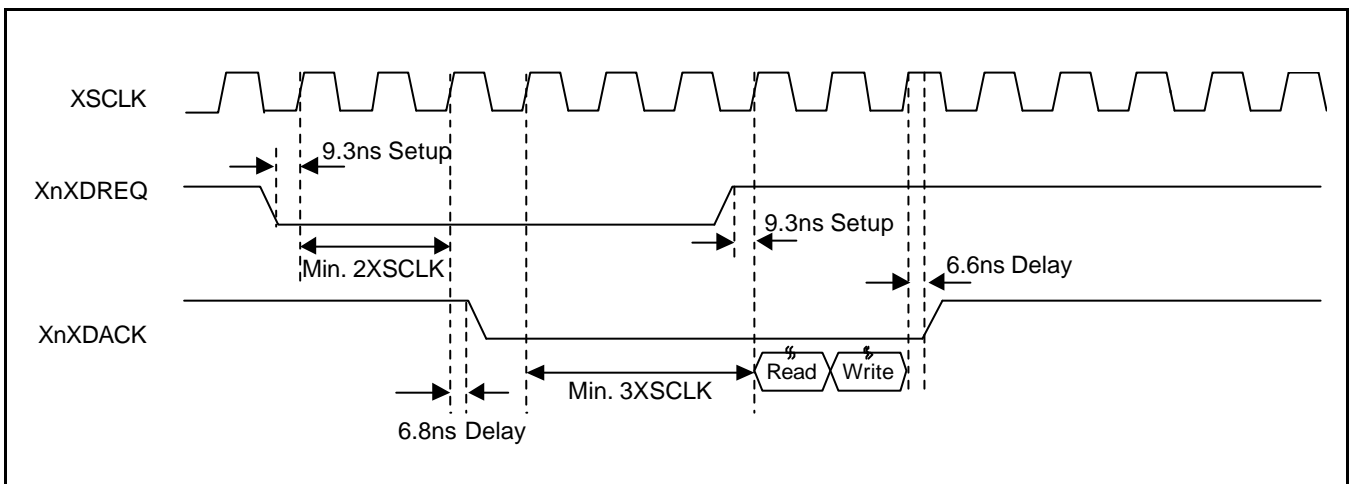 XSCLK
9.3ns Setup
XnXDREQ
9.3ns Setup
Min. 2XSCLK
6.6ns Delay
XnXDACK
Read
Write
Min. 3XSCLK
6.8ns Delay